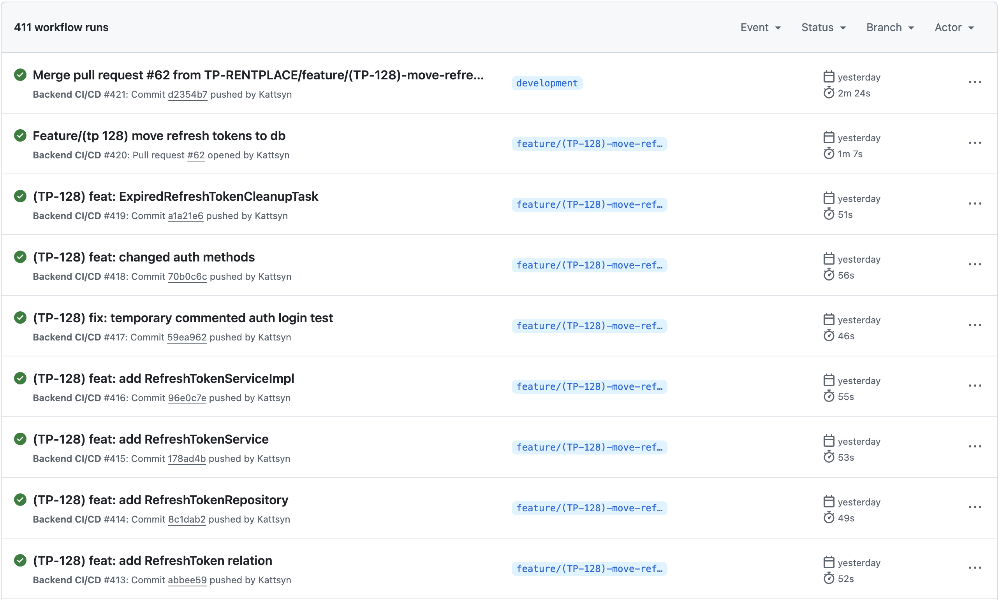 411 workflow runs
Event Status Branch Actor
Merge pull request #62 from TP-RENTPLACE/feature/(TP-128)-move-refre...
Backend CI/CD #421: Commit d2354b7 pushed by Kattsyn
development
yesterday
2m 24s
Feature/(tp 128) move refresh tokens to db
Backend CI/CD #420: Pull request #62 opened by Kattsyn
feature/(TP-128)-move-ref…
yesterday
1m 7s
(TP-128) feat: ExpiredRefreshTokenCleanupTask
Backend CI/CD #419: Commit a1a21e6 pushed by Kattsyn
feature/(TP-128)-move-ref…
yesterday
51s
(TP-128) feat: changed auth methods
Backend CI/CD #418: Commit 70b0c6c pushed by Kattsyn
feature/(TP-128)-move-ref…
yesterday
56s
(TP-128) fix: temporary commented auth login test
Backend CI/CD #417: Commit 59ea962 pushed by Kattsyn
feature/(TP-128)-move-ref…
yesterday
46s
(TP-128) feat: add RefreshTokenServiceImpl
Backend CI/CD #416: Commit 96e0c7e pushed by Kattsyn
feature/(TP-128)-move-ref…
yesterday
55s
(TP-128) feat: add RefreshTokenService
Backend CI/CD #415: Commit 178ad4b pushed by Kattsyn
feature/(TP-128)-move-ref…
yesterday
53s
(TP-128) feat: add RefreshTokenRepository
Backend CI/CD #414: Commit 8c1dab2 pushed by Kattsyn
feature/(TP-128)-move-ref…
yesterday
49s
(TP-128) feat: add RefreshToken relation
Backend CI/CD #413: Commit abbee59 pushed by Kattsyn
feature/(TP-128)-move-ref…
yesterday
52s